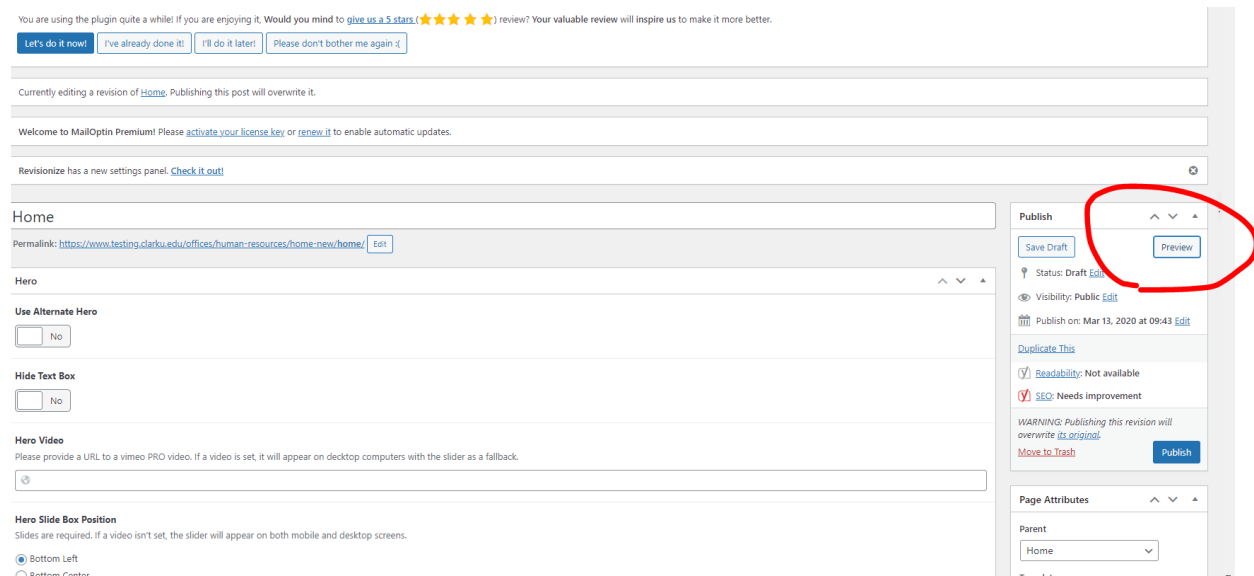 You are using the plugin quite a while! If you are enjoying it, Would you mind to give us a 5 stars (⭐⭐⭐⭐⭐) review? Your valuable review will inspire us to make it more better.
Let's do it now! I've already done it! I'll do it later! Please don't bother me again :(
Currently editing a revision of Home. Publishing this post will overwrite it.
Welcome to MailOptin Premium! Please activate your license key or renew it to enable automatic updates.
Revisionize has a new settings panel. Check it out!
Home
Permalink: https://www.testing.clarku.edu/offices/human-resources/home-new/home/ Edit
Hero
Use Alternate Hero
No
Hide Text Box
No
Hero Video
Please provide a URL to a vimeo PRO video. If a video is set, it will appear on decktop computers with the slider as a fallback.
Hero Slide Box Position
Slides are required. If a video isn't set, the slider will appear on both mobile and desktop screens.
Bottom Left
Bottom Center
Publish
Save Draft Preview
Status: Draft Edit
Visibility: Public Edit
Publish on: Mar 13, 2020 at 09:43 Edit
Duplicate This
Readability: Not available
SEO: Needs improvement
WARNING: Publishing this revision will
overwrite its original.
Move to Trash Publish
Page Attributes
Parent
Home